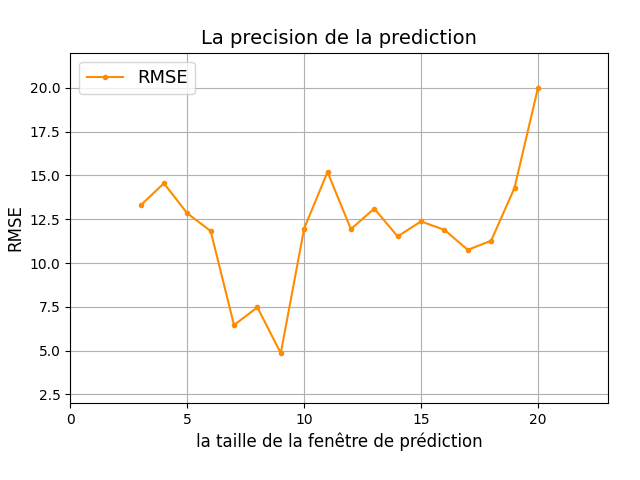 La precision de la prediction
RMSE
20.0
17.5
15.0
12.5
10.0
7.5
5.0
2.5
RMSE
0 5 10 15 20
la taille de la fenêtre de prédiction